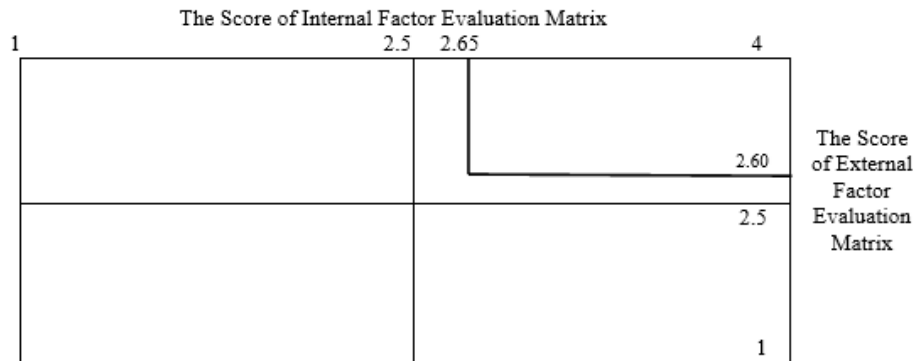 The Score of Internal Factor Evaluation Matrix
1 2.5 2.65 4
2.60
The Score
of External
Factor
Evaluation
Matrix
2.5
1